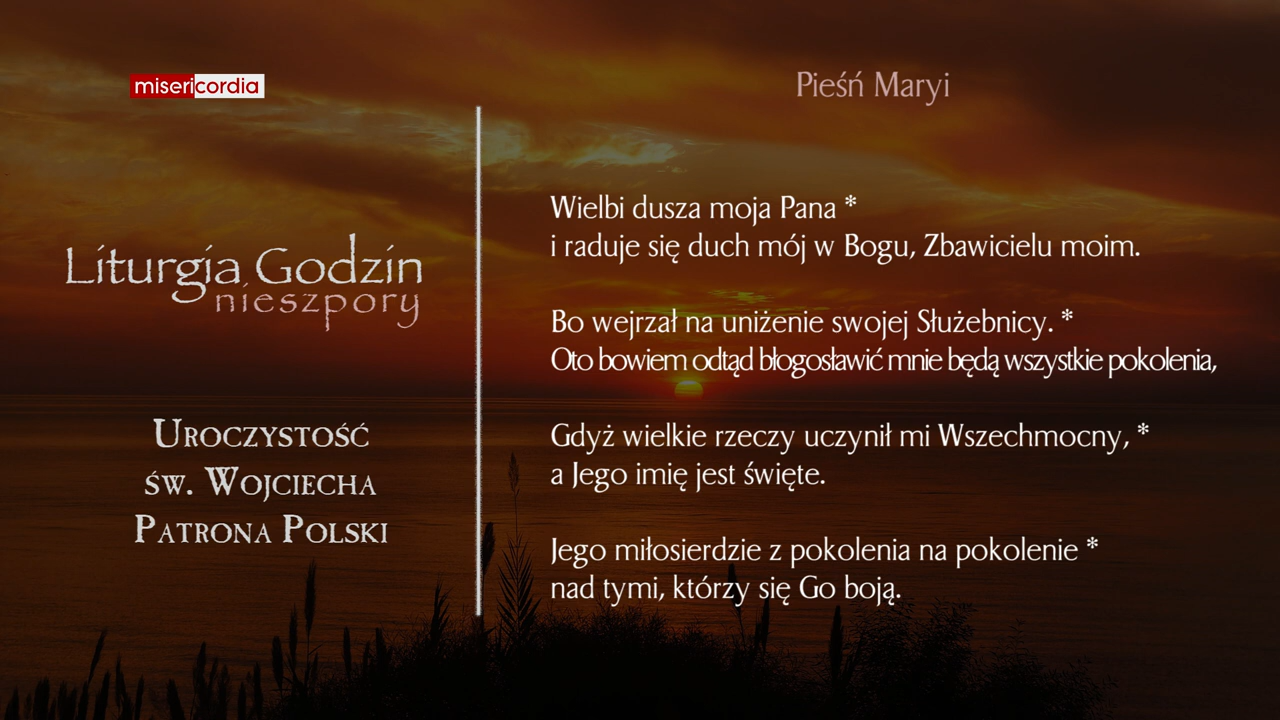 misericordia
Liturgia Godzin
nieszpory
Uroczystość
św. Wojciecha
Patrona Polski
Pieśń Maryi
Wielbi dusza moja Pana *
i raduje się duch mój w Bogu, Zbawicielu moim.
Bo wejrzał na uniżenie swojej Służebnicy. *
Oto bowiem odtąd błogosławić mnie będą wszystkie pokolenia,
Gdyż wielkie rzeczy uczynił mi Wszechmocny, *
a Jego imię jest święte.
Jego miłosierdzie z pokolenia na pokolenie *
nad tymi, którzy się Go boją.